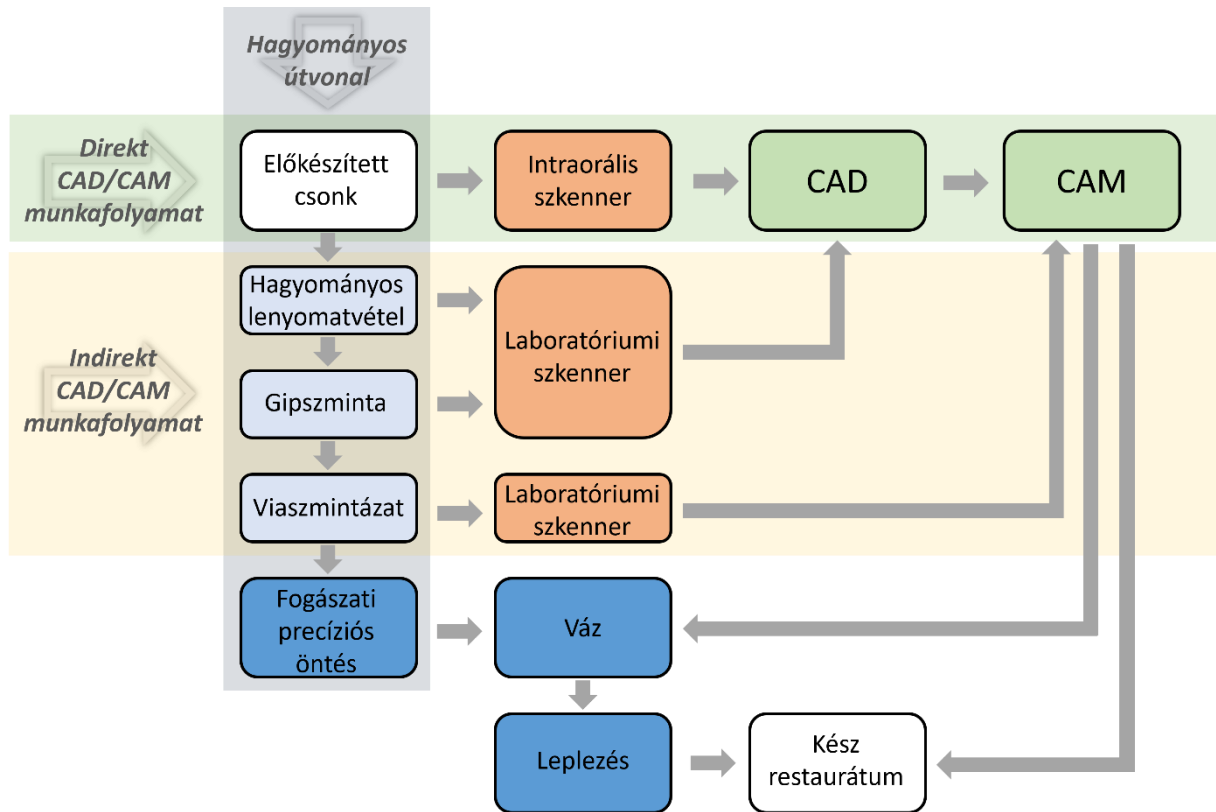 Hagyományos
útvonal
Direkt
CAD/CAM
munkafolyamat
Előkészített
csonk
Intraorális
szkenner
CAD
CAM
Indirekt
CAD/CAM
munkafolyamat
Hagyományos
lenyomatvétel
Laboratóriumi
szkenner
Gipszminta
Viaszmintázat
Laboratóriumi
szkenner
Fogászati
precíziós
öntés
Váz
Leplezés
Kész
restaurátum